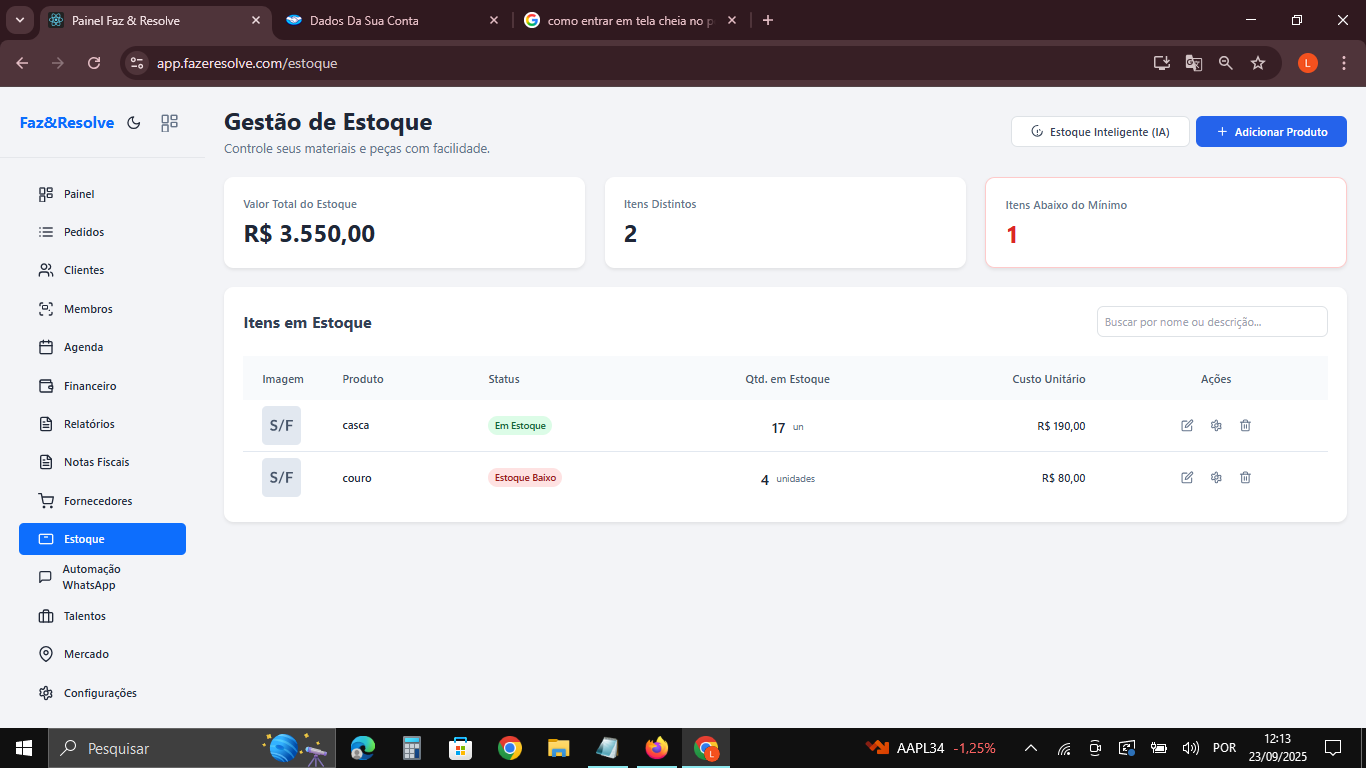 Painel Faz & Resolve
Dados Da Sua Conta
como entrar em tela cheia no p
app.fazeresolve.com/estoque
L
Faz&Resolve
Gestão de Estoque
Controle seus materiais e peças com facilidade.
Estoque Inteligente (IA)
+ Adicionar Produto
Painel
Pedidos
Clientes
Membros
Agenda
Financeiro
Relatórios
Notas Fiscais
Fornecedores
Estoque
Automação
WhatsApp
Talentos
Mercado
Configurações
Valor Total do Estoque
R$ 3.550,00
Itens Distintos
2
Itens Abaixo do Mínimo
1
Itens em Estoque
Buscar por nome ou descrição...
Imagem Produto Status Qtd. em Estoque Custo Unitário Ações
S/F casca Em Estoque 17 un R$ 190,00
S/F couro Estoque Baixo 4 unidades R$ 80,00
Pesquisar
L
AAPL34 -1,25%
POR
12:13
23/09/2025